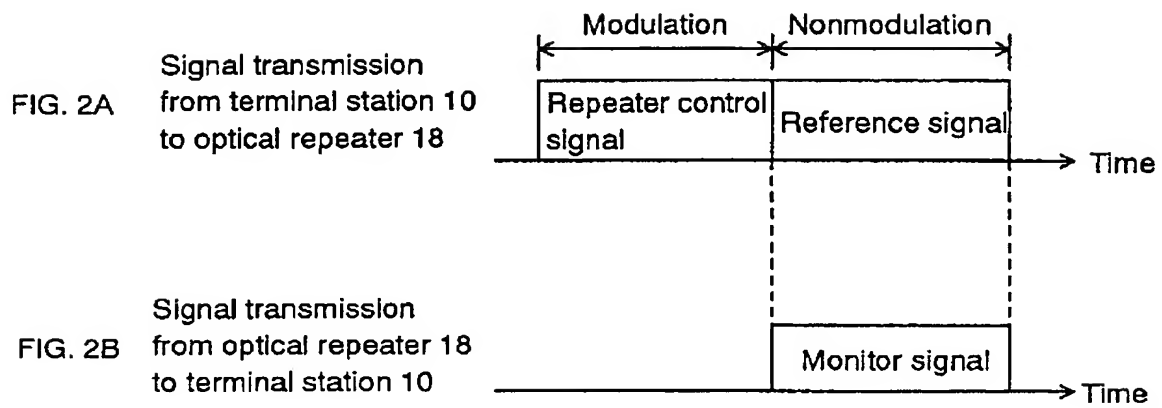 Modulation Nonmodulation
FIG. 2A
Signal transmission
from terminal station 10
to optical repeater 18
Repeater control
signal
Reference signal
Time
FIG. 2B
Signal transmission
from optical repeater 18
to terminal station 10
Monitor signal
Time